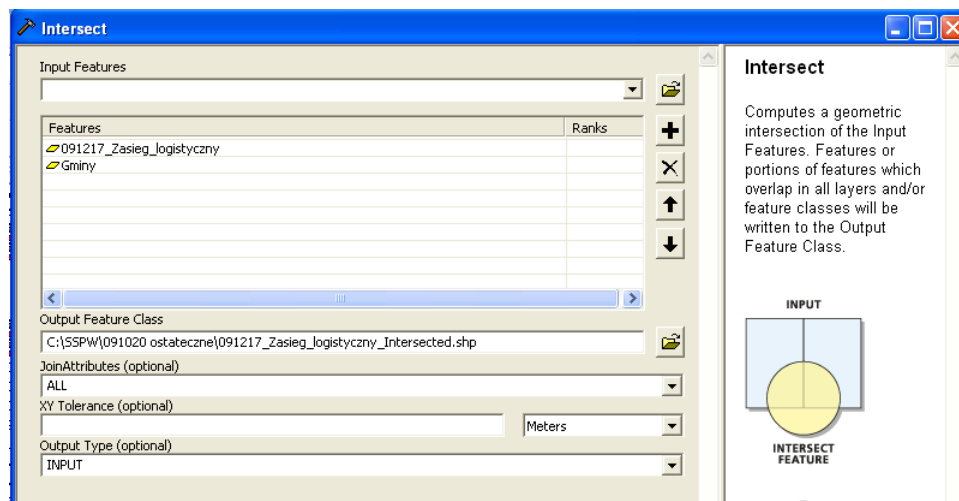 Intersect
Input Features
Features Ranks
091217_Zasieg_logistyczny
Gminy
Output Feature Class
C:\SSPW\091020 ostateczne\091217_Zasieg_logistyczny_Intersected.shp
JoinAttributes (optional)
ALL
XY Tolerance (optional)
Meters
Output Type (optional)
INPUT
Intersect
Computes a geometric
intersection of the Input
Features. Features or
portions of features which
overlap in all layers and/or
feature classes will be
written to the Output
Feature Class.
INPUT
INTERSECT
FEATURE